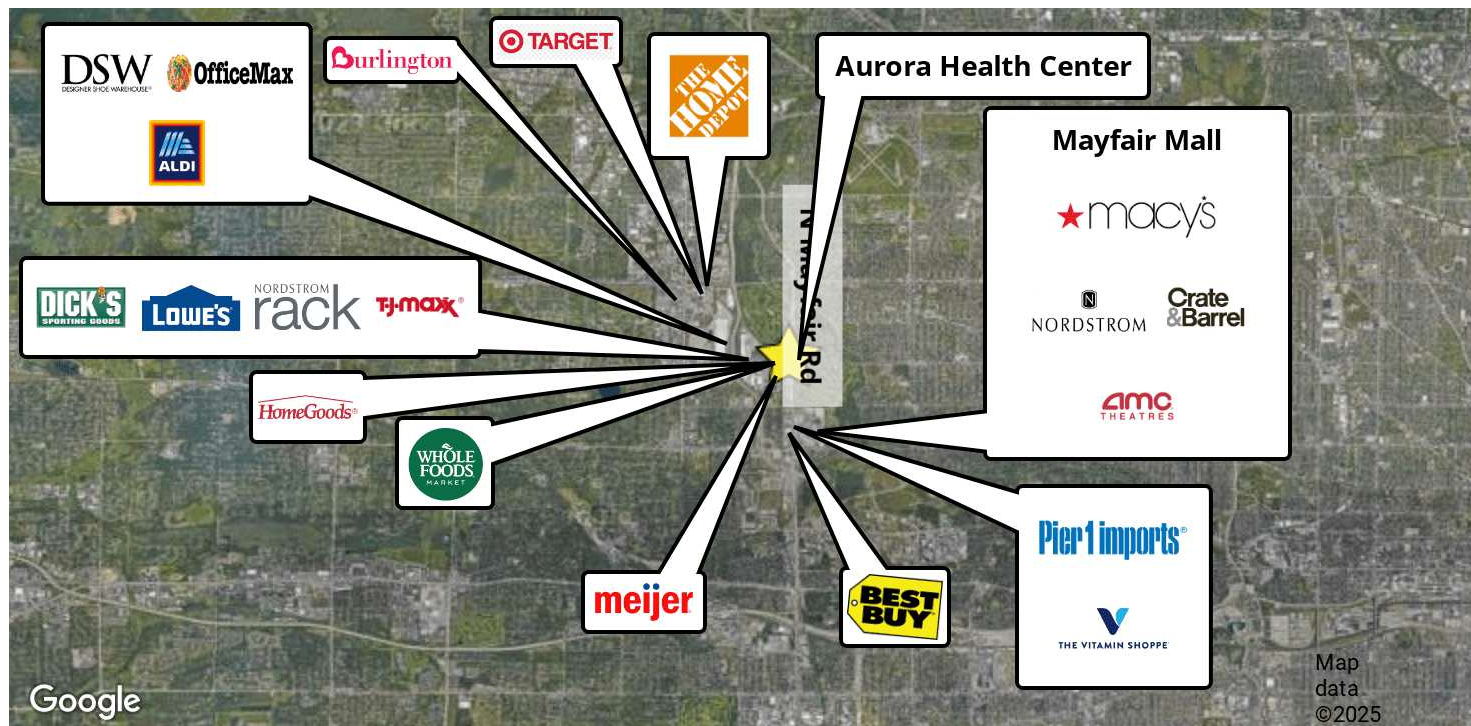 DSW
DESIGNER SHOE WAREHOUSE®
OfficeMax
ALDI
Burlington
TARGET
THE
HOME
DEPOT
Aurora Health Center
Mayfair Mall
macy's
N
NORDSTROM
Crate
&Barrel
amc
THEATRES
DICK'S
SPORTING GOODS
LOWE'S
NORDSTROM
rack
T·J·maxx®
N Mayfair Rd
HomeGoods®
WHOLE
FOODS
MARKET
meijer
BEST
BUY
Pier 1 imports®
THE VITAMIN SHOPPE
Google
Map
data
©2025